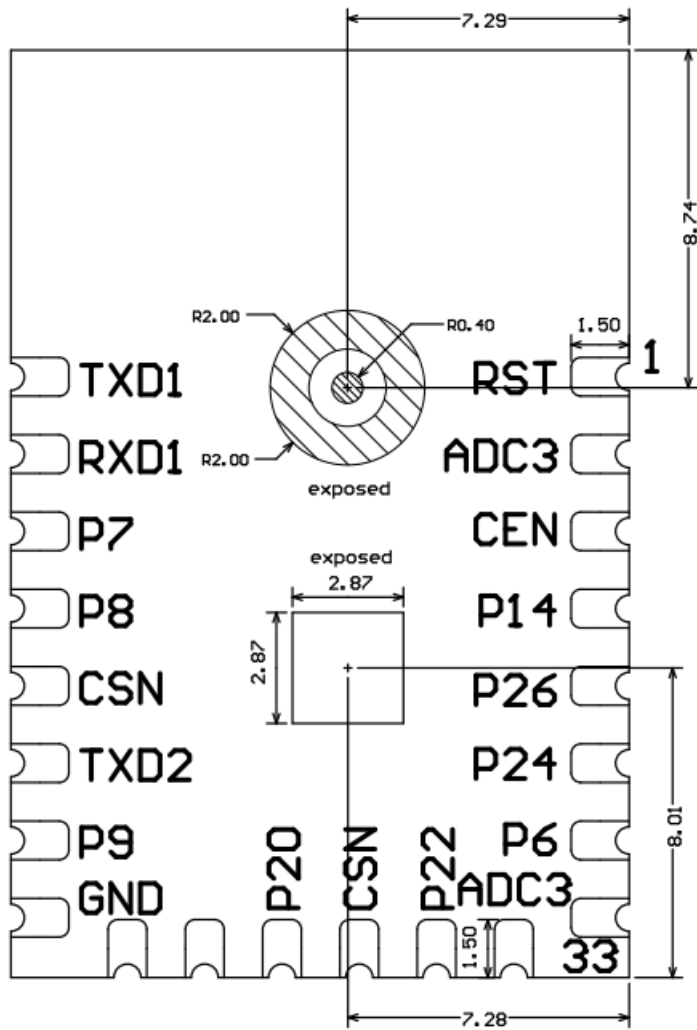 7.29
8.74
R2.00
R0.40
1.50
1
TXD1
RST
RXD1
R2.00
ADC3
exposed
P7
CEN
exposed
2.87
P8
P14
2.87
CSN
P26
TXD2
P24
8.01
P9
P20
CSN
P22
P6
GND
ADC3
1.50
33
7.28